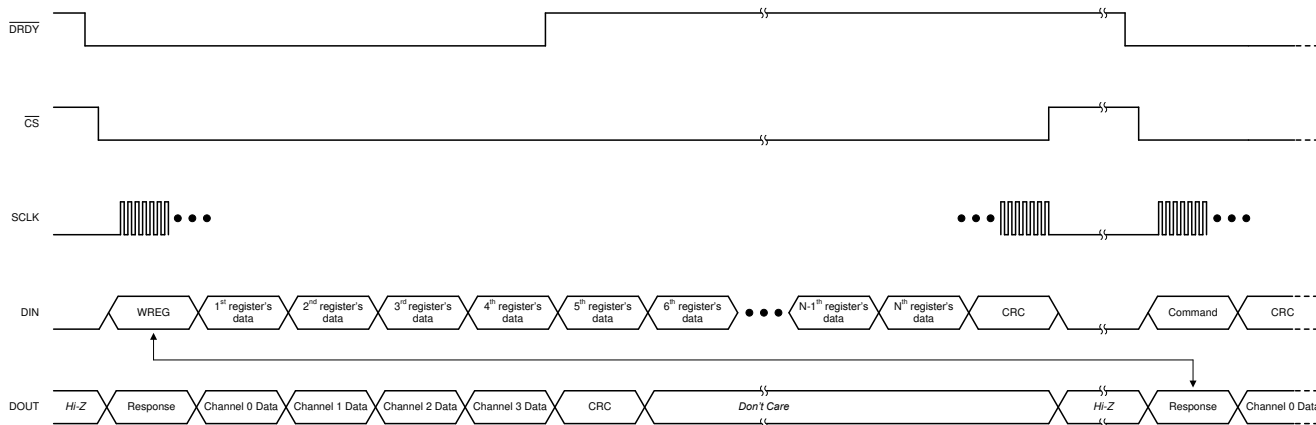 DRDY
CS
SCLK
DIN
WREG
1st register's
data
2nd register's
data
3rd register's
data
4th register's
data
5th register's
data
6th register's
data
N-1th
register's
data
Nth register's
data
CRC
Command
CRC
DOUT
Hi-Z
Response
Channel 0 Data
Channel 1 Data
Channel 2 Data
Channel 3 Data
CRC
Don't Care
Hi-Z
Response
Channel 0 Data